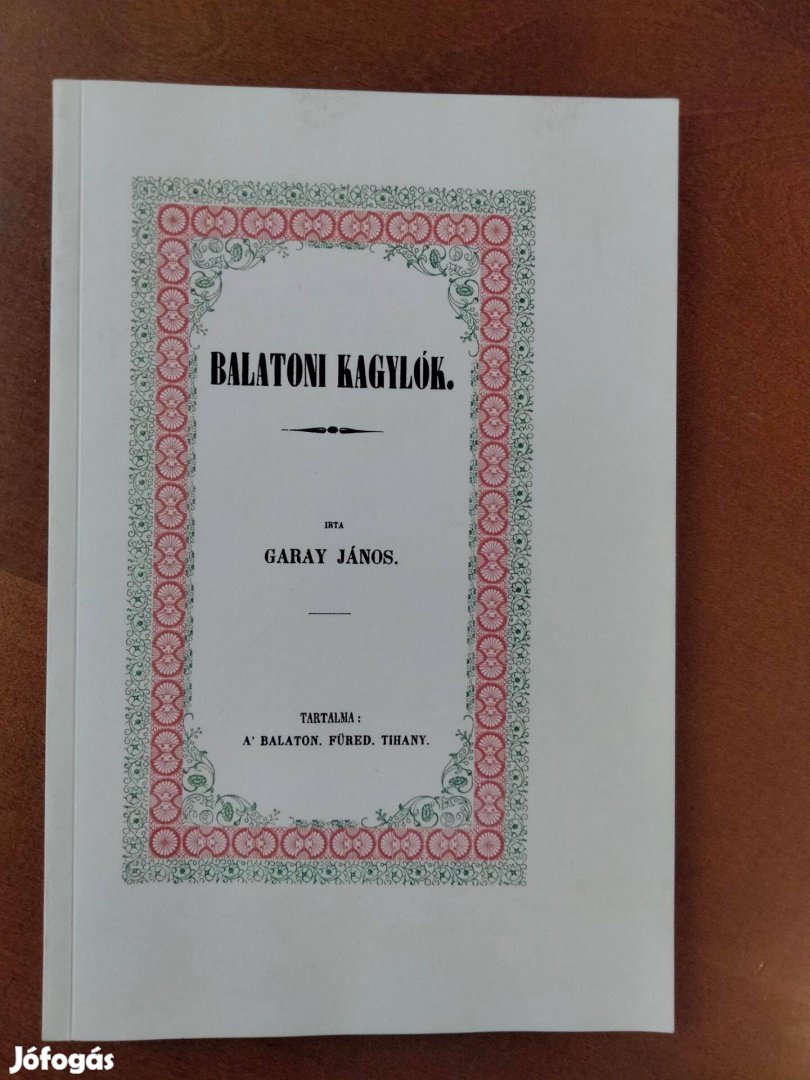 BALATONI KAGYLÓK.
IRTA
GARAY JÁNOS.
TARTALMA:
A' BALATON. FÜRED. TIHANY.
Jófogás